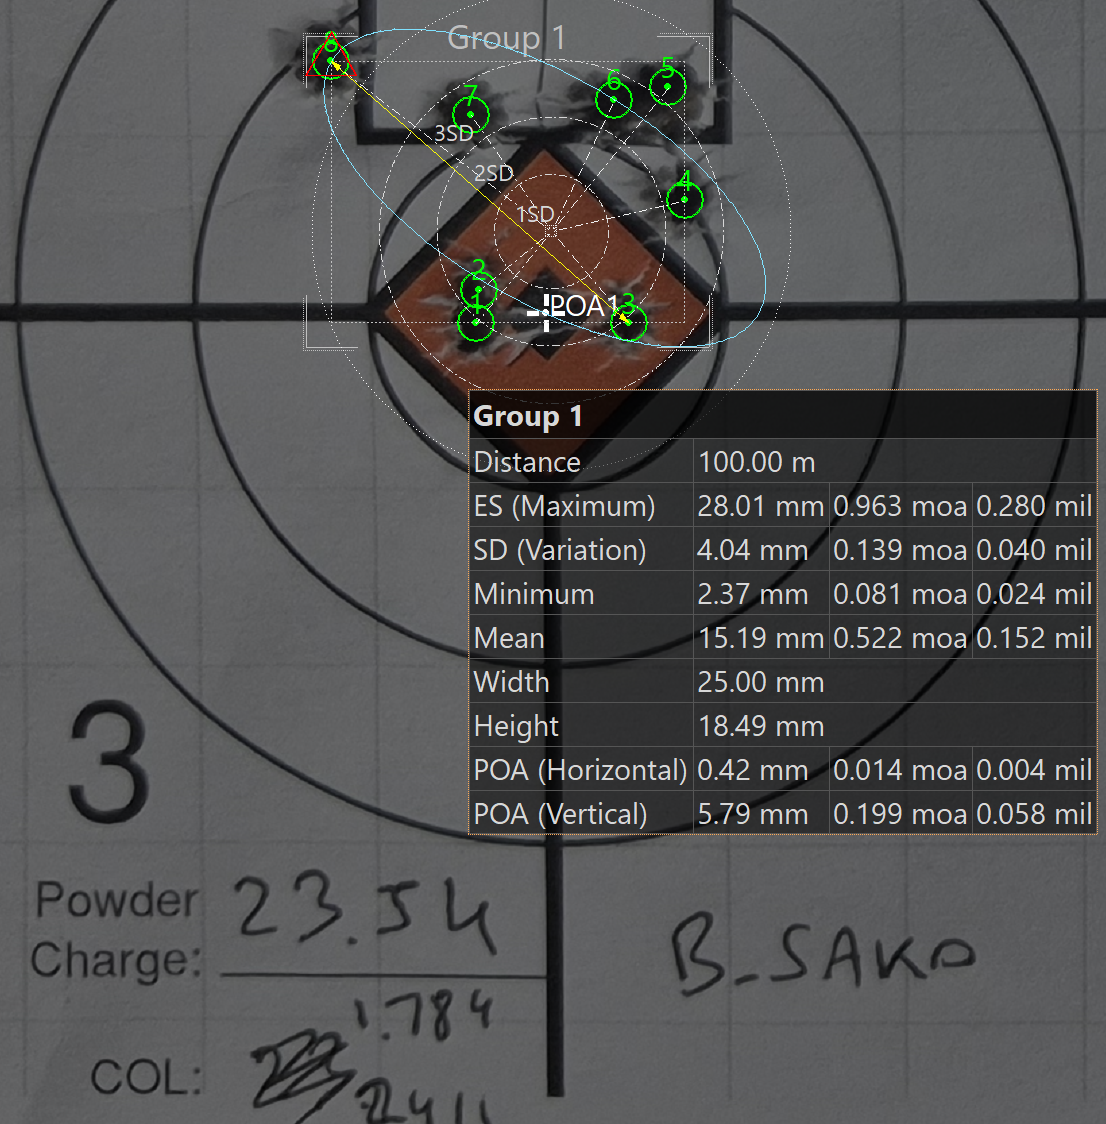 Group 1
8
5
6
7
3SD
4
2SD
1SD
2
POA1
1
3
Group 1
Distance 100.00 m
ES (Maximum) 28.01 mm 0.963 moa 0.280 mil
SD (Variation) 4.04 mm 0.139 moa 0.040 mil
Minimum 2.37 mm 0.081 moa 0.024 mil
Mean 15.19 mm 0.522 moa 0.152 mil
Width 25.00 mm
Height 18.49 mm
POA (Horizontal) 0.42 mm 0.014 moa 0.004 mil
POA (Vertical) 5.79 mm 0.199 moa 0.058 mil
3
Powder Charge: 23.54
B-SAKO
1.784
COL: